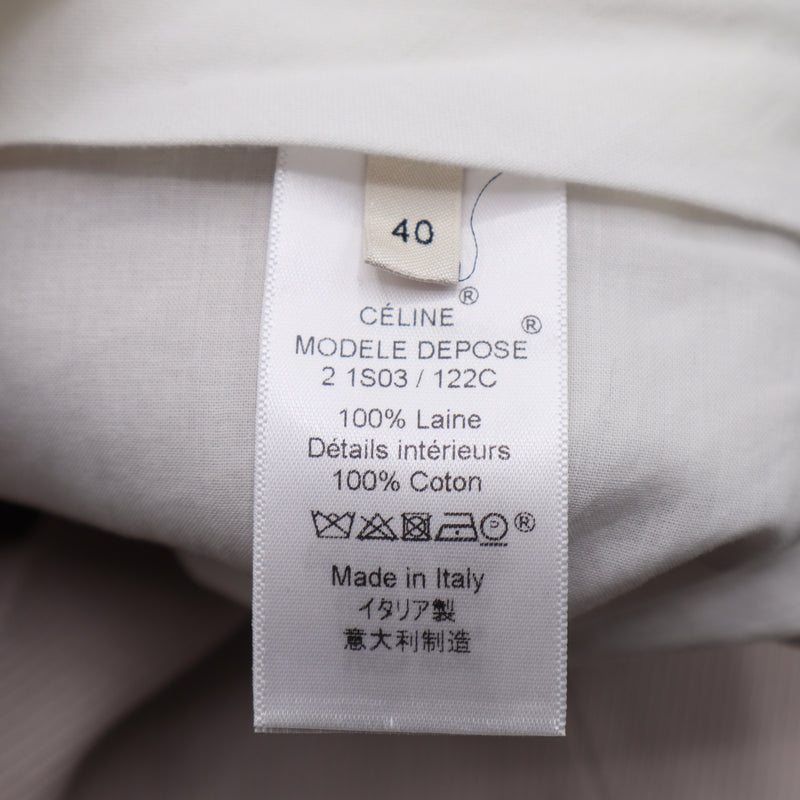 40
CÉLINE®
MODELE DEPOSE®
2 1S03 / 122C
100% Laine
Détails intérieurs
100% Coton
P ®
Made in Italy
イタリア製
意大利制造